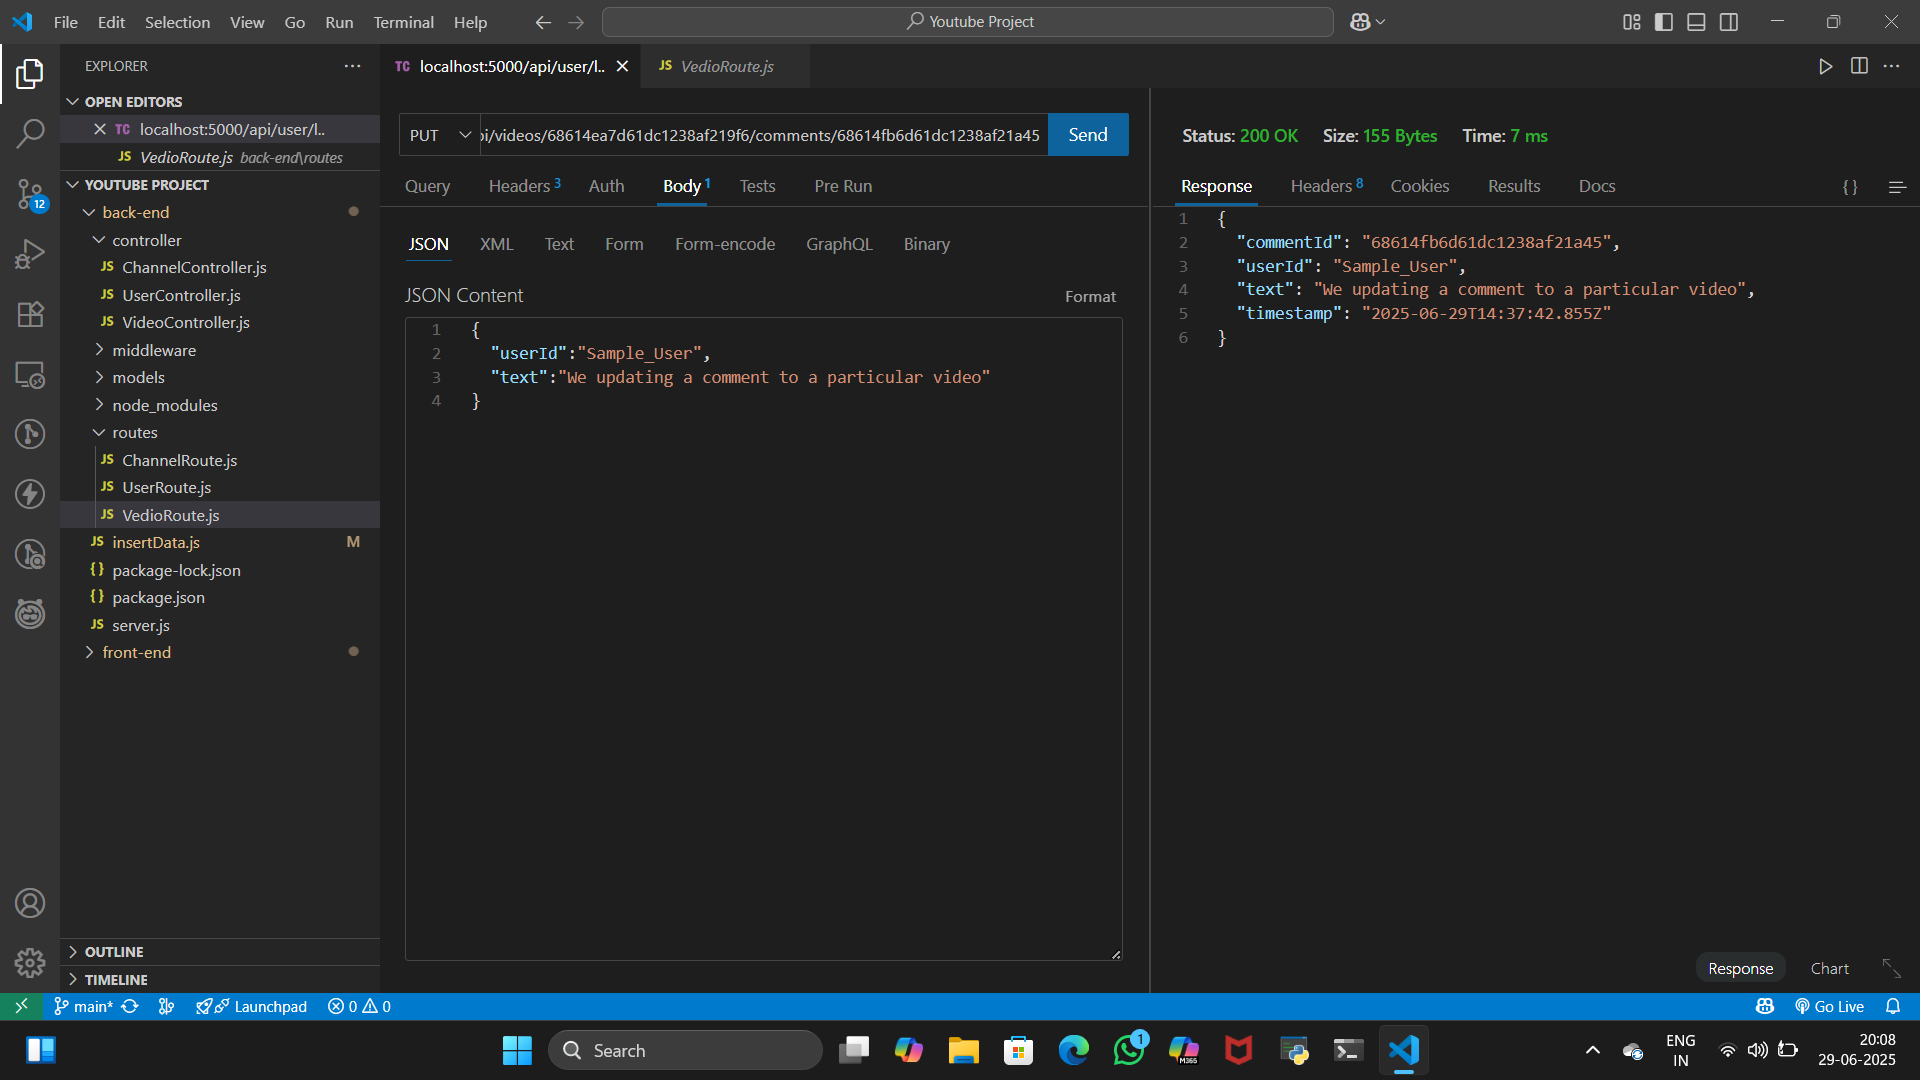 File Edit Selection View Go Run Terminal Help
Youtube Project
EXPLORER
OPEN EDITORS
TC localhost:5000/api/user/l..
JS VedioRoute.js back-end\routes
YOUTUBE PROJECT
back-end
controller
JS ChannelController.js
JS UserController.js
JS VideoController.js
middleware
models
node_modules
routes
JS ChannelRoute.js
JS UserRoute.js
JS VedioRoute.js
JS insertData.js M
{} package-lock.json
{} package.json
JS server.js
front-end
OUTLINE
TIMELINE
12
TC localhost:5000/api/user/l..
JS VedioRoute.js
PUT
pi/videos/68614ea7d61dc1238af219f6/comments/68614fb6d61dc1238af21a45
Send
Query Headers 3 Auth Body 1 Tests Pre Run
JSON XML Text Form Form-encode GraphQL Binary
JSON Content
Format
1 {
2 "userId":"Sample_User",
3 "text":"We updating a comment to a particular video"
4 }
Status: 200 OK Size: 155 Bytes Time: 7 ms
Response Headers 8 Cookies Results Docs {}
1 {
2 "commentId": "68614fb6d61dc1238af21a45",
3 "userId": "Sample_User",
4 "text": "We updating a comment to a particular video",
5 "timestamp": "2025-06-29T14:37:42.855Z"
6 }
Response Chart
main* Launchpad 0 0
Go Live
Search
1
M365
ENG
IN
20:08
29-06-2025